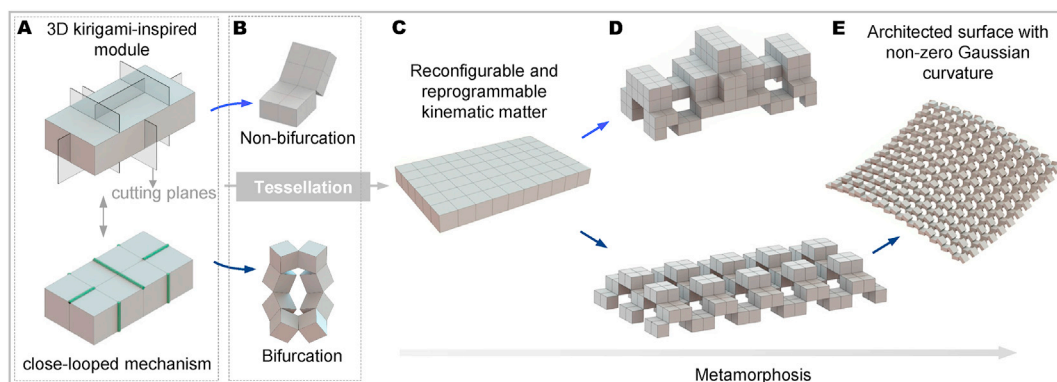 A
3D kirigami-inspired
module
cutting planes
close-looped mechanism
B
Non-bifurcation
Tessellation
Bifurcation
C
Reconfigurable and
reprogrammable
kinematic matter
D
E
Architected surface with
non-zero Gaussian
curvature
Metamorphosis